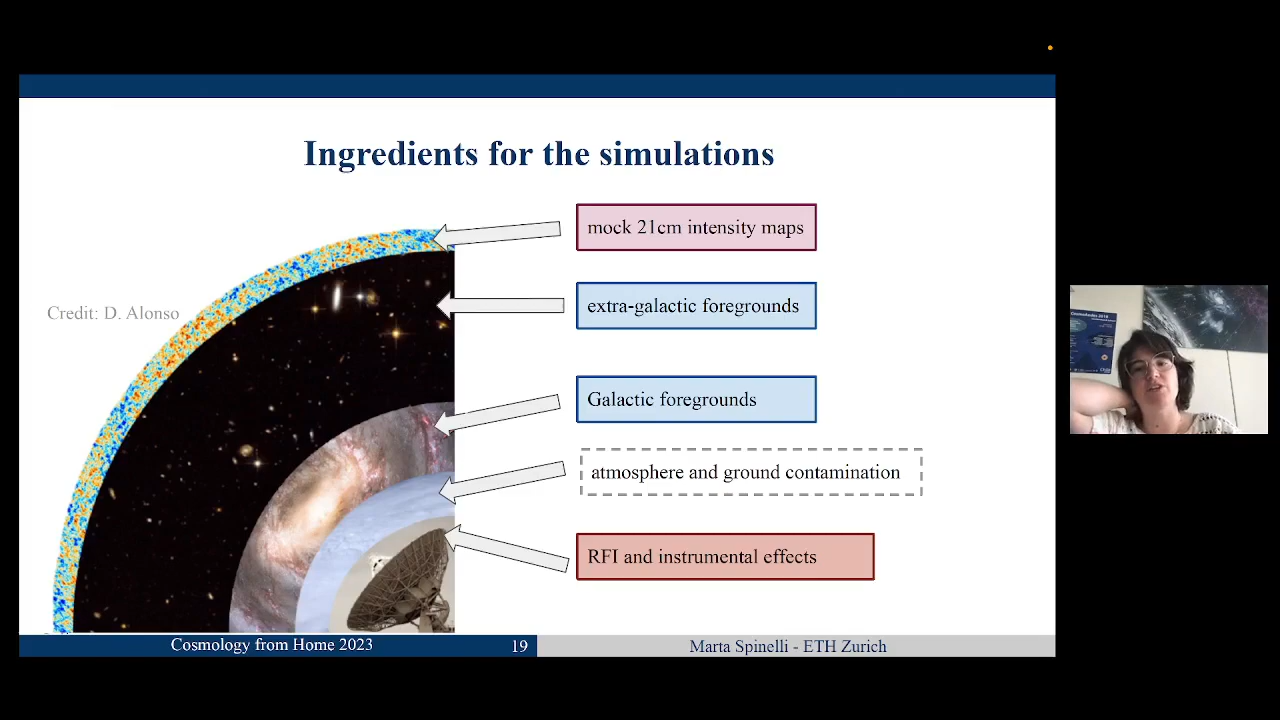 Ingredients for the simulations
mock 21cm intensity maps
extra-galactic foregrounds
Credit: D. Alonso
Galactic foregrounds
atmosphere and ground contamination
RFI and instrumental effects
Cosmology from Home 2023
19
Marta Spinelli - ETH Zurich